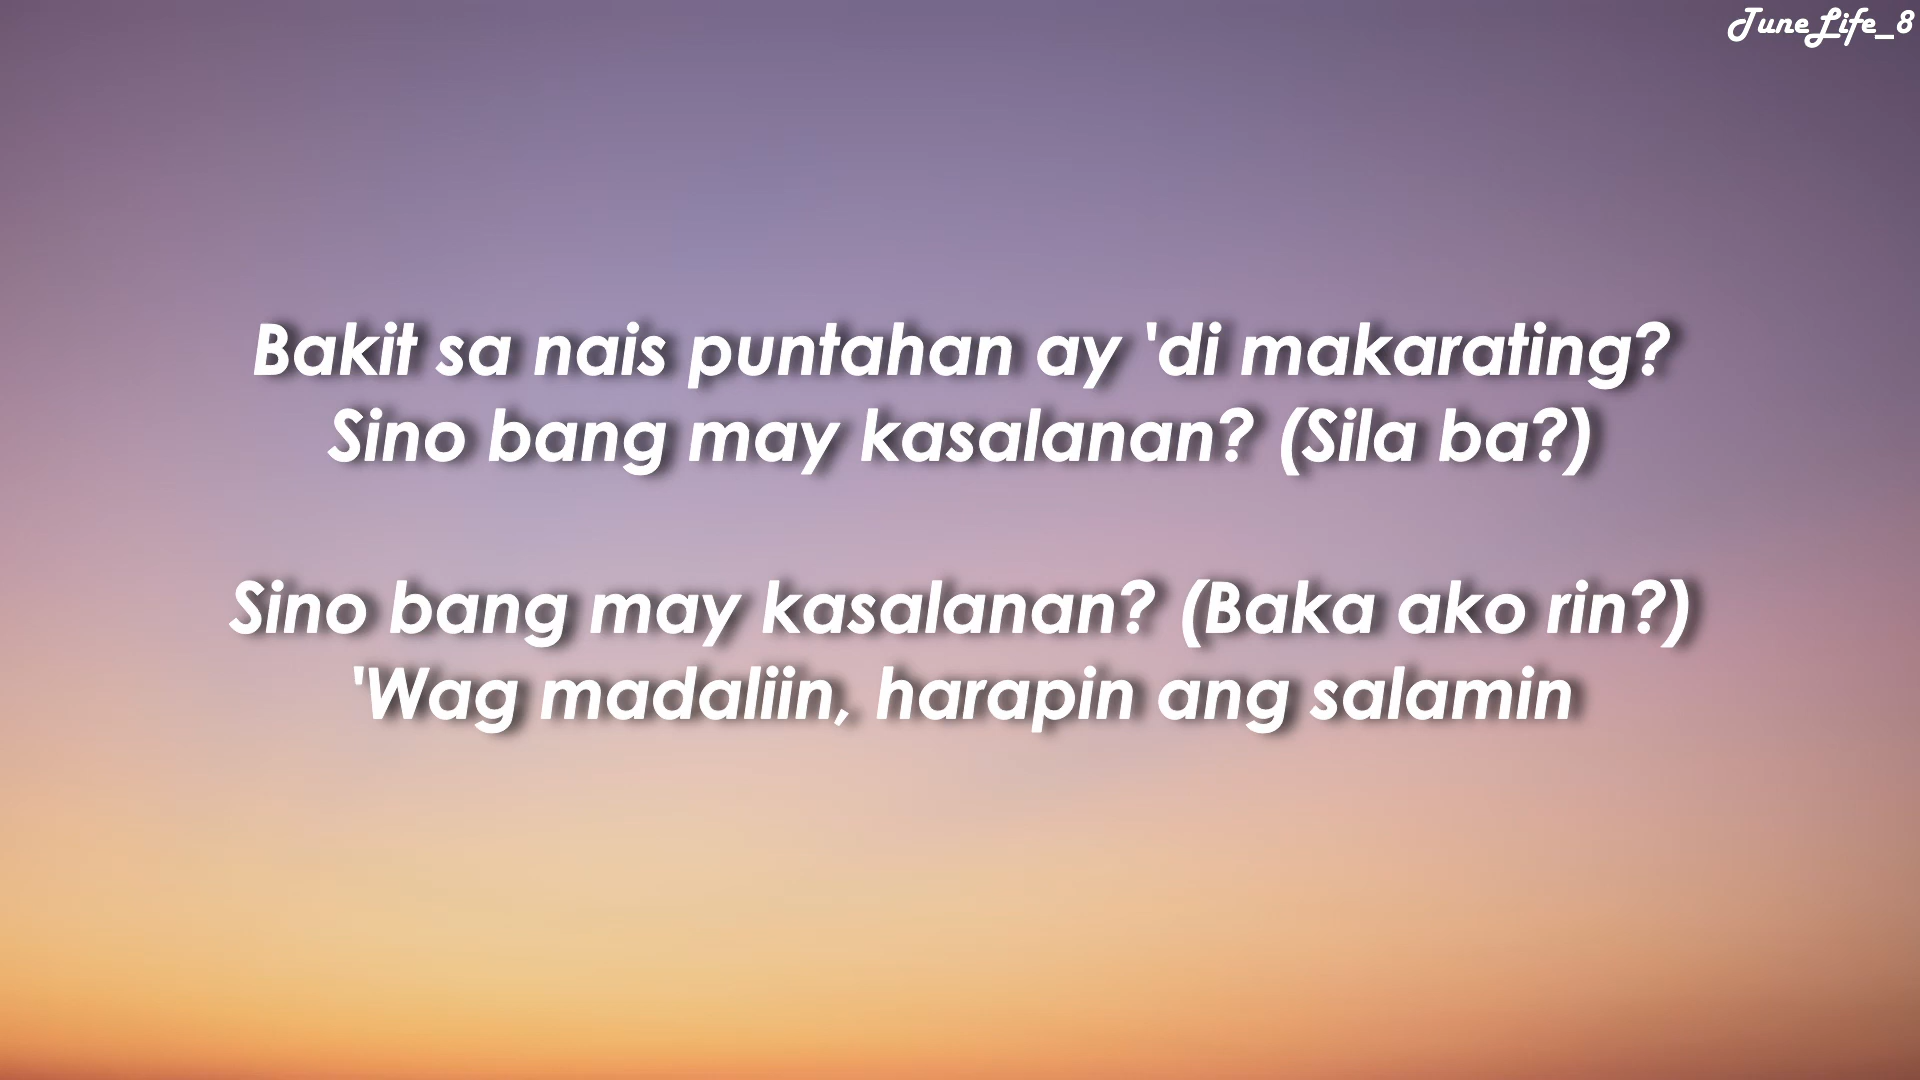 TuneLife_8
Bakit sa nais puntahan ay 'di makarating?
Sino bang may kasalanan? (Sila ba?)
Sino bang may kasalanan? (Baka ako rin?)
'Wag madaliin, harapin ang salamin